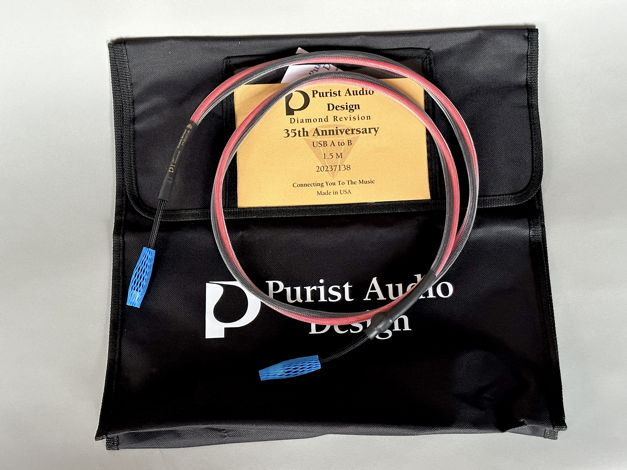 Purist Audio
Design
Diamond Revision
35th Anniversary
USB A to B
1.5 M
20237138
Connecting You To The Music
Made in USA
Purist Audio
Design